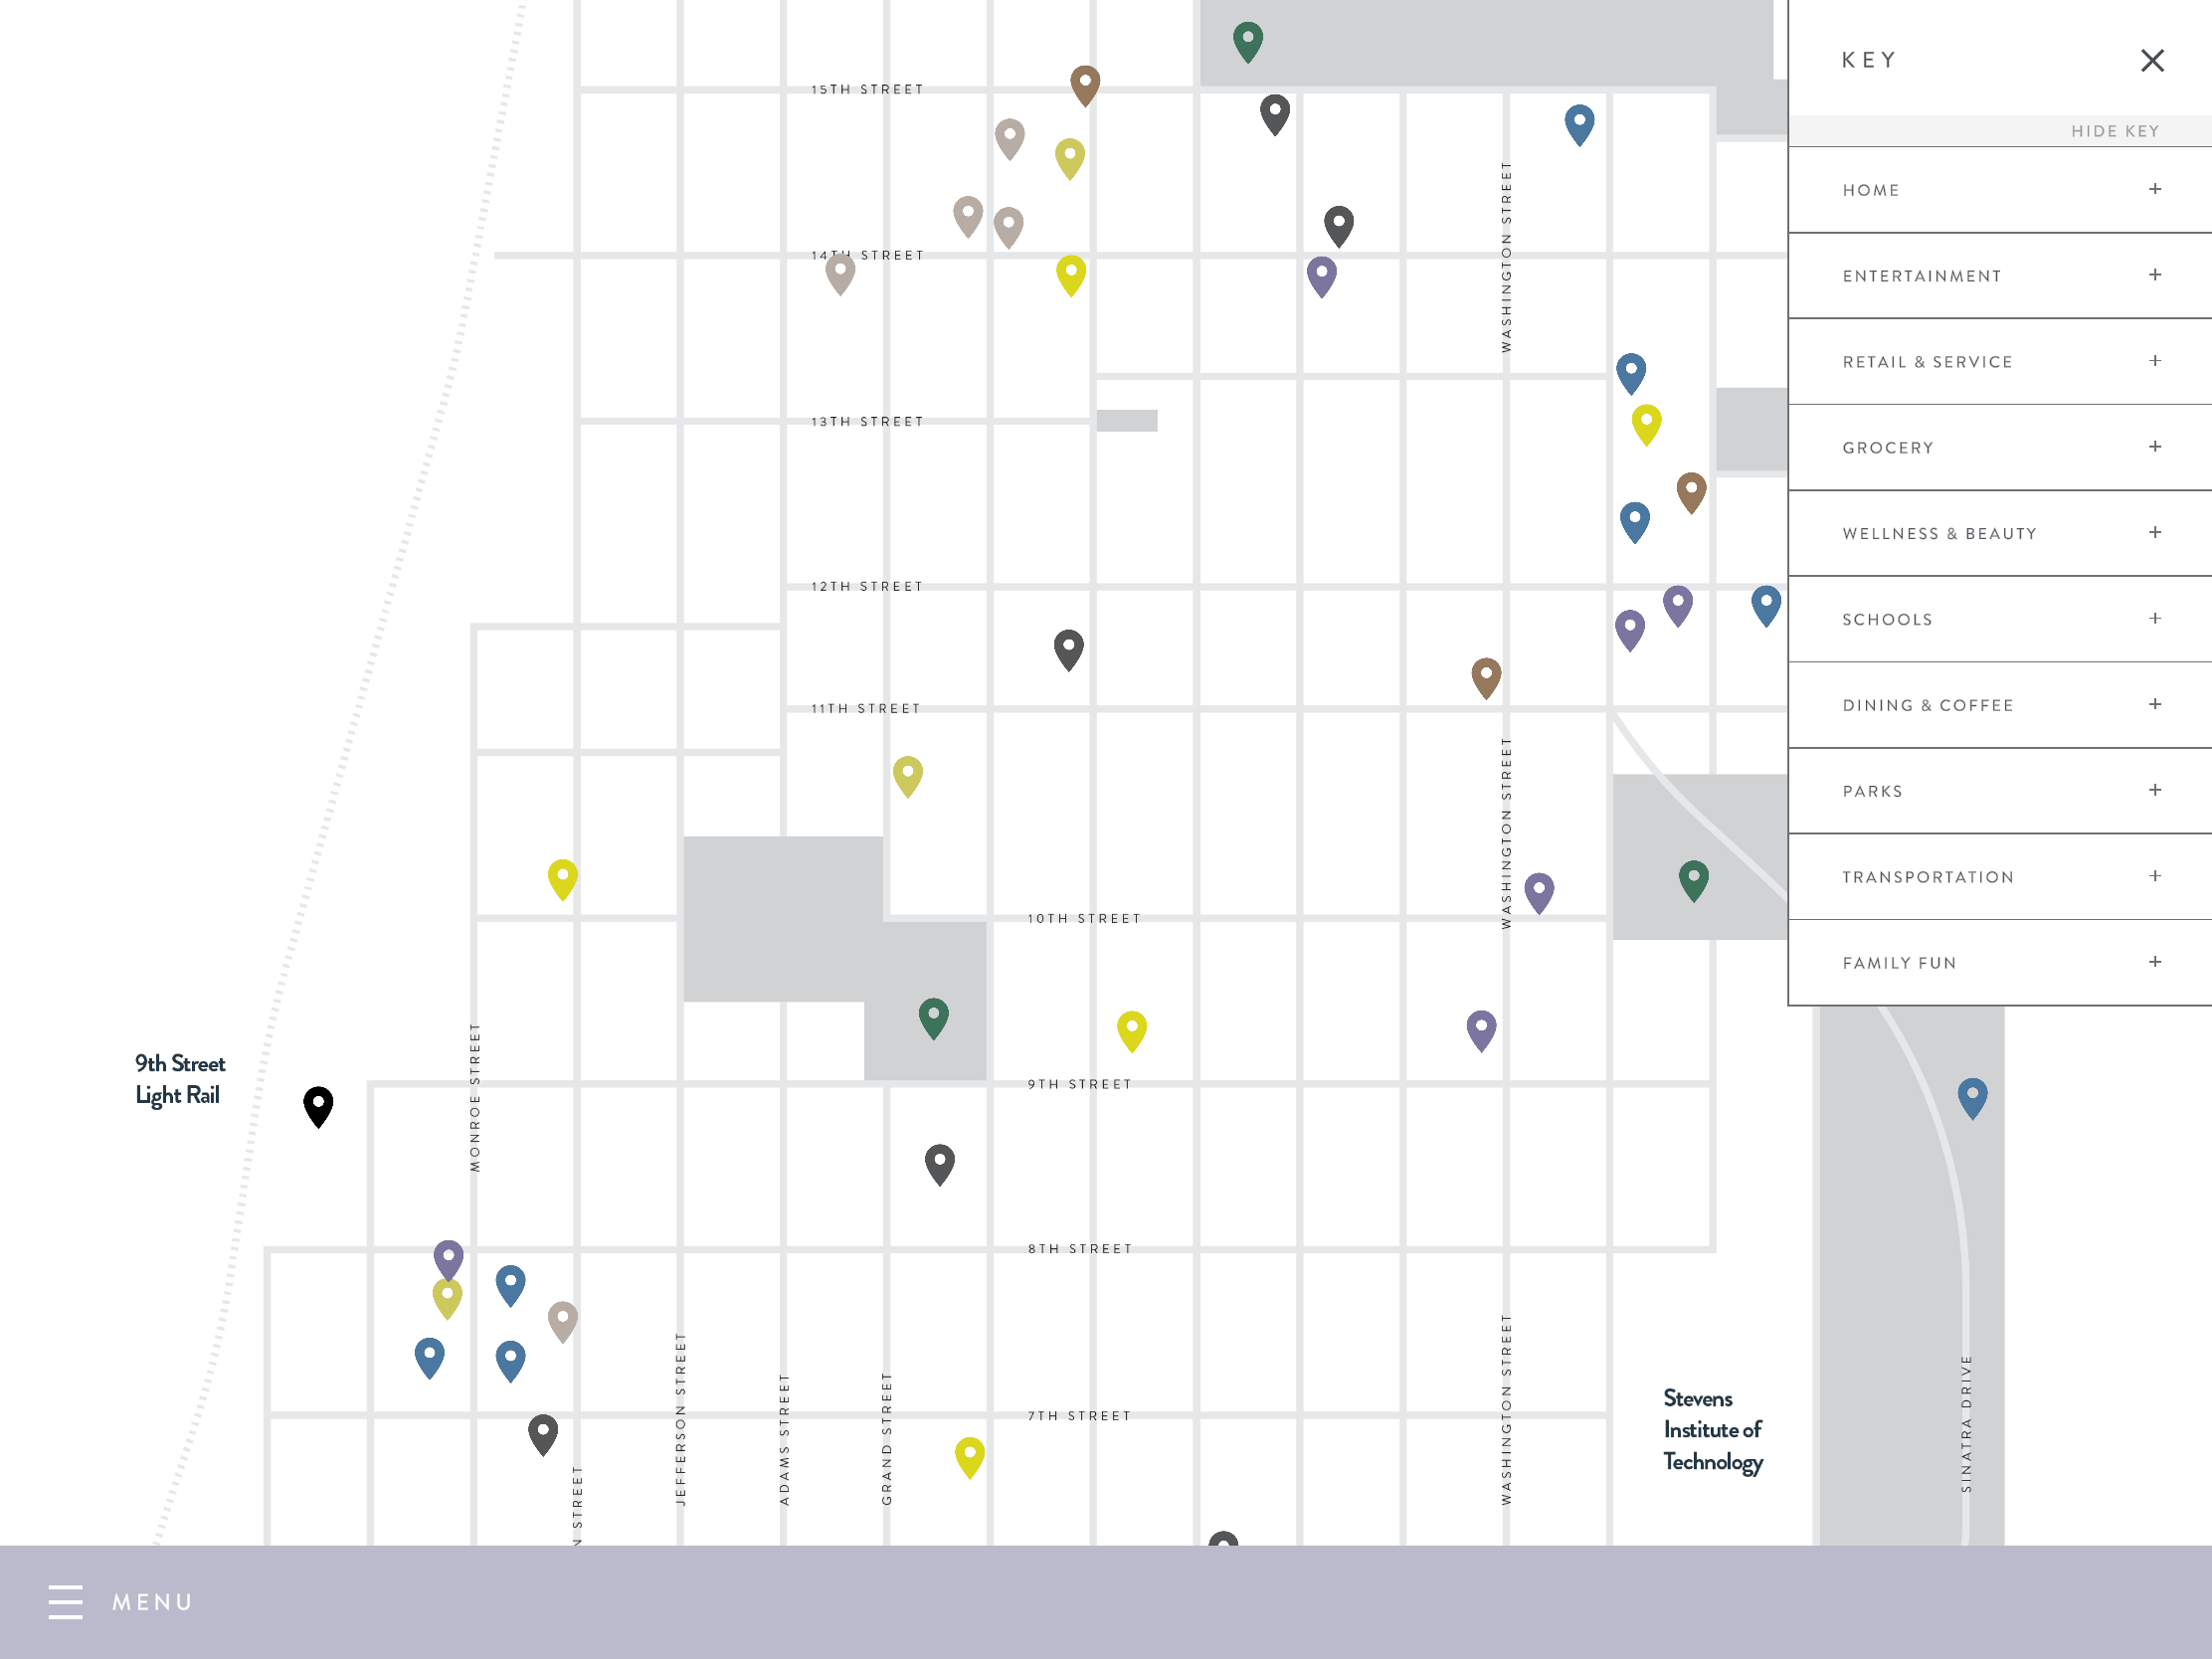 KEY
HIDE KEY
HOME +
ENTERTAINMENT +
RETAIL & SERVICE +
GROCERY +
WELLNESS & BEAUTY +
SCHOOLS +
DINING & COFFEE +
PARKS +
TRANSPORTATION +
FAMILY FUN +
15TH STREET
14TH STREET
13TH STREET
12TH STREET
11TH STREET
10TH STREET
9TH STREET
8TH STREET
7TH STREET
WASHINGTON STREET
WASHINGTON STREET
WASHINGTON STREET
9th Street
Light Rail
MONROE STREET
N STREET
JEFFERSON STREET
ADAMS STREET
GRAND STREET
Stevens
Institute of
Technology
SINATRA DRIVE
MENU